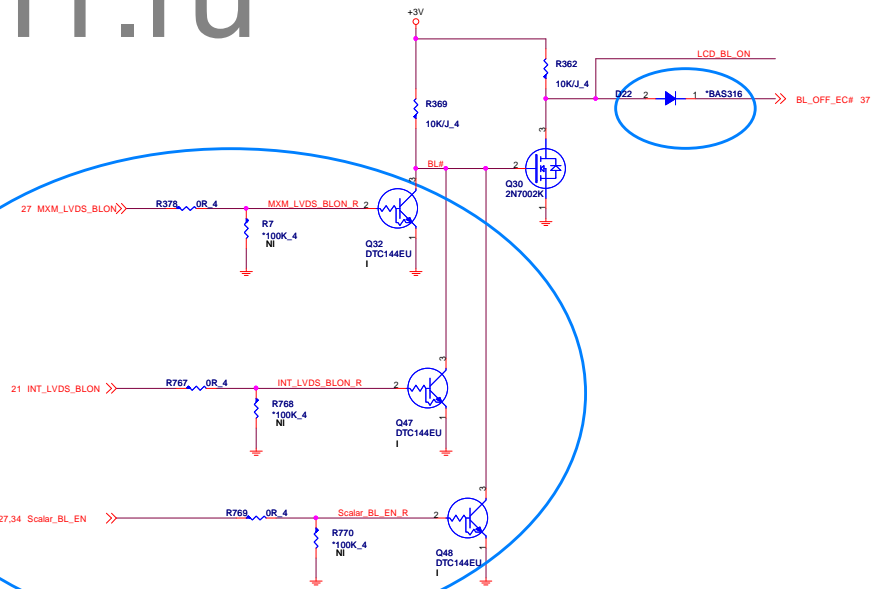 .ru
+3V
R362
10K/J_4
LCD_BL_ON
D22 2 1 *BAS316
BL_OFF_EC# 37
R369
10K/J_4
3
BL#
3
2
Q30
2N7002K
1
27 MXM_LVDS_BLON
R378 0R_4
MXM_LVDS_BLON_R 2
R7
*100K_4
NI
1
Q32
DTC144EU
I
3
21 INT_LVDS_BLON
R767 0R_4
INT_LVDS_BLON_R
2
R768
*100K_4
NI
1
Q47
DTC144EU
I
3
27,34 Scalar_BL_EN
R769 0R_4
Scalar_BL_EN_R
2
R770
*100K_4
NI
1
Q48
DTC144EU
I